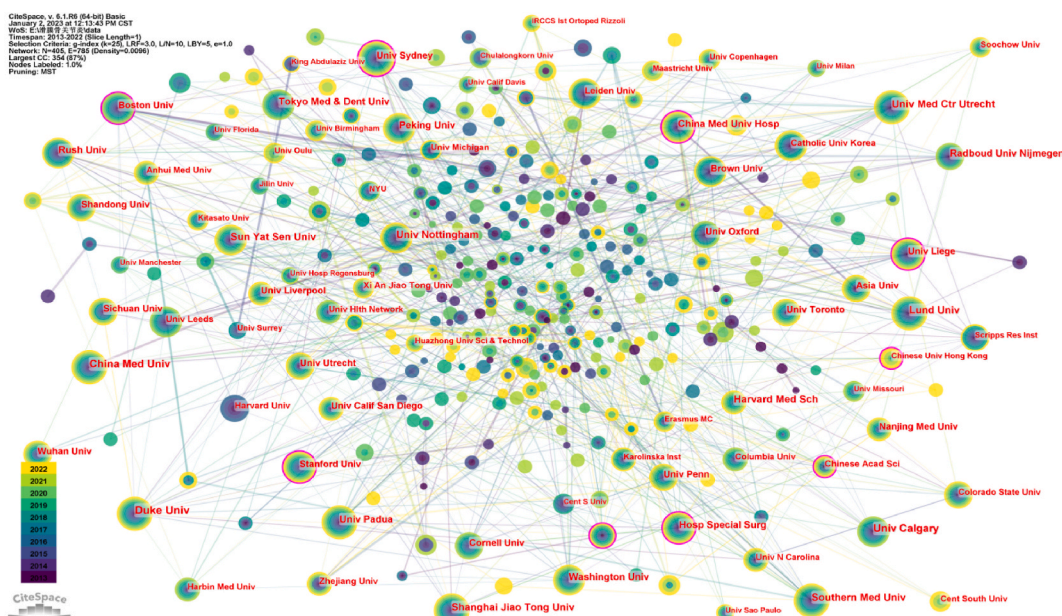 CiteSpace, v. 6.1.R6 (64-bit) Basic
January 2, 2023 at 12:13:43 PM CST
WoS: E:\滑膜骨关节炎\data
Timespan: 2013-2022 (Slice Length=1)
Selection Criteria: g-index (k=25), LRF=3.0, L/N=10, LBY=5, e=1.0
Network: N=405, E=785 (Density=0.0096)
Largest CC: 354 (87%)
Nodes Labeled: 1.0%
Pruning: MST
IRCCS Ist Ortoped Rizzoli
Soochow Univ
Univ Sydney
King Abdulaziz Univ
Chulalongkorn Univ
Univ Copenhagen
Maastricht Univ
Univ Milan
Univ Calif Davis
Leiden Univ
Boston Univ
Tokyo Med & Dent Univ
Univ Med Ctr Utrecht
Peking Univ
China Med Univ Hosp
Univ Florida
Univ Birmingham
Univ Michigan
Catholic Univ Korea
Rush Univ
Univ Oulu
Radboud Univ Nijmegen
Anhui Med Univ
Brown Univ
Jilin Univ
NYU
Shandong Univ
Kitasato Univ
Sun Yat Sen Univ
Univ Nottingham
Univ Oxford
Univ Liege
Univ Manchester
Univ Hosp Regensburg
Univ Liverpool
Xi An Jiao Tong Univ
Asia Univ
Sichuan Univ
Univ Leeds
Univ Surrey
Univ Hlth Network
Univ Toronto
Lund Univ
Scripps Res Inst
Huazhong Univ Sci & Technol
Chinese Univ Hong Kong
China Med Univ
Univ Utrecht
Univ Missouri
Harvard Univ
Univ Calif San Diego
Harvard Med Sch
Erasmus MC
Nanjing Med Univ
Wuhan Univ
Stanford Univ
Karolinska Inst
Columbia Univ
Chinese Acad Sci
Univ Penn
Colorado State Univ
2022
2021
2020
2019
2018
2017
2016
2015
2014
2013
Duke Univ
Univ Padua
Cent S Univ
Hosp Special Surg
Univ Calgary
Cornell Univ
Univ N Carolina
Harbin Med Univ
Zhejiang Univ
Washington Univ
Southern Med Univ
Cent South Univ
Shanghai Jiao Tong Univ
Univ Sao Paulo
CiteSpace